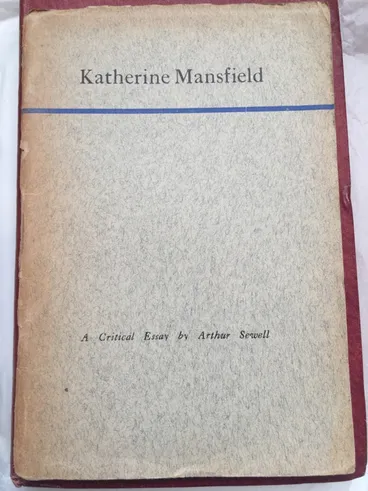 Katherine Mansfield
A Critical Essay by Arthur Sewell